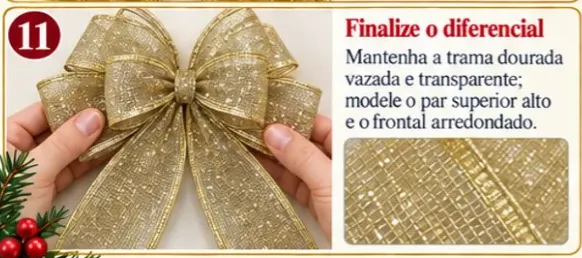 11
Finalize o diferencial
Mantenha a trama dourada
vazada e transparente;
modele o par superior alto
e o frontal arredondado.